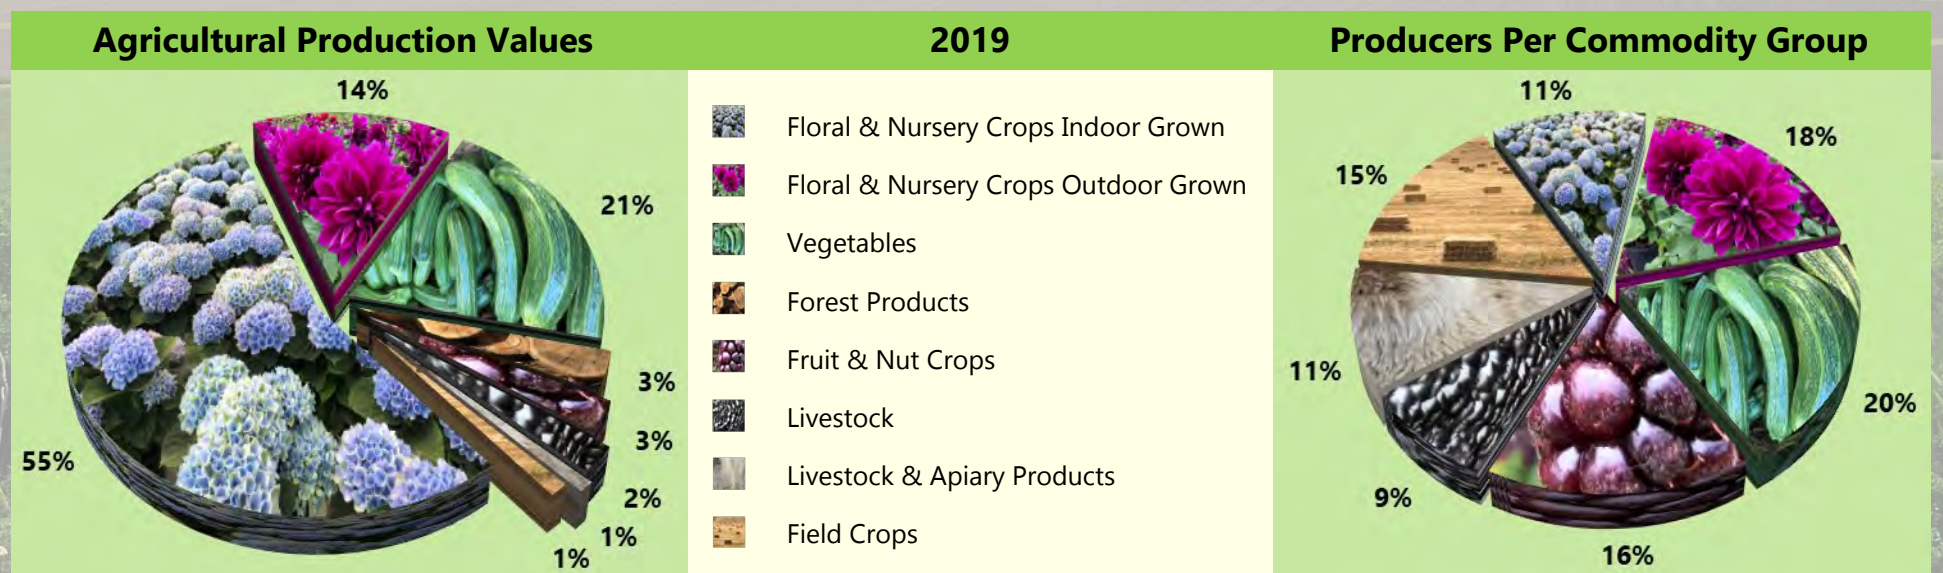 Agricultural Production Values
2019
Producers Per Commodity Group
14%
21%
3%
3%
2%
1%
1%
55%
Floral & Nursery Crops Indoor Grown
Floral & Nursery Crops Outdoor Grown
Vegetables
Forest Products
Fruit & Nut Crops
Livestock
Livestock & Apiary Products
Field Crops
11%
18%
20%
16%
9%
11%
15%